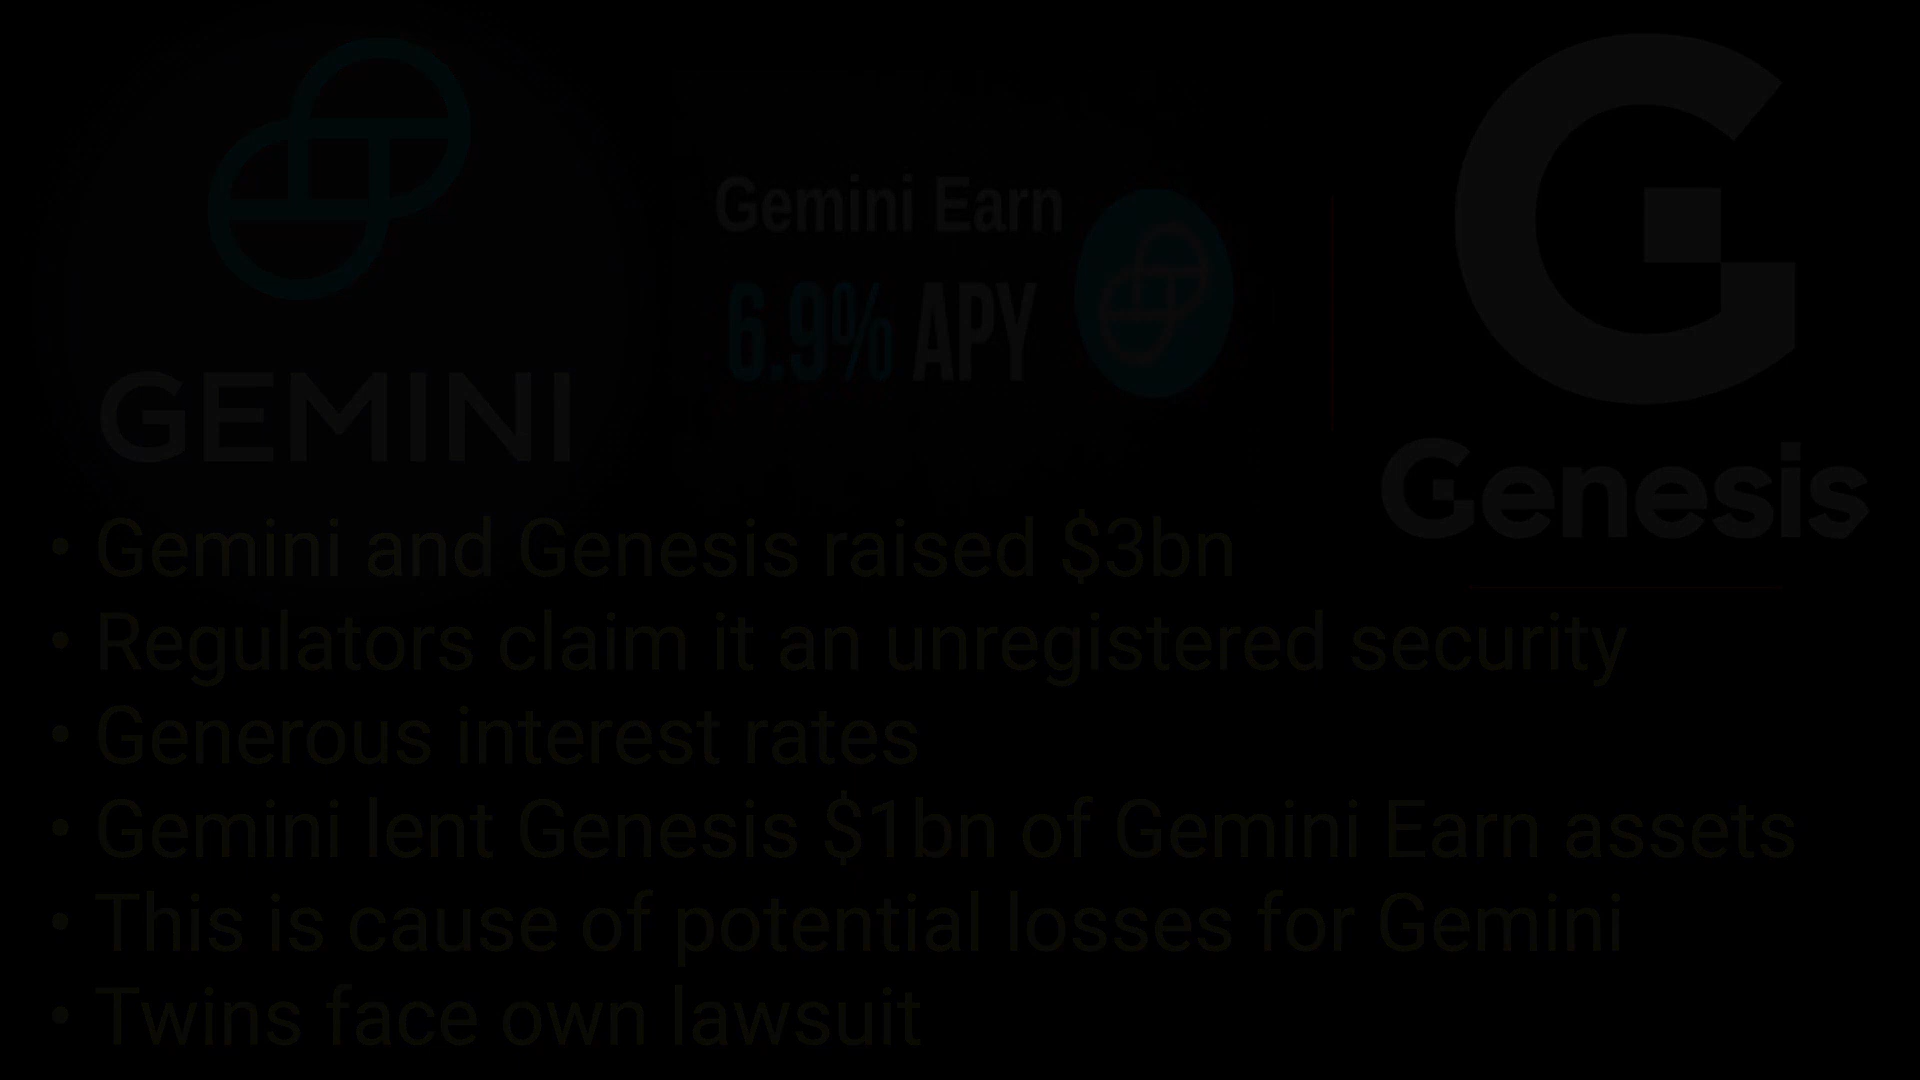 GEMINI
Gemini Earn
6.9% APY
Genesis
• Gemini and Genesis raised $3bn
• Regulators claim it an unregistered security
• Generous interest rates
• Gemini lent Genesis $1bn of Gemini Earn assets
• This is cause of potential losses for Gemini
• Twins face own lawsuit